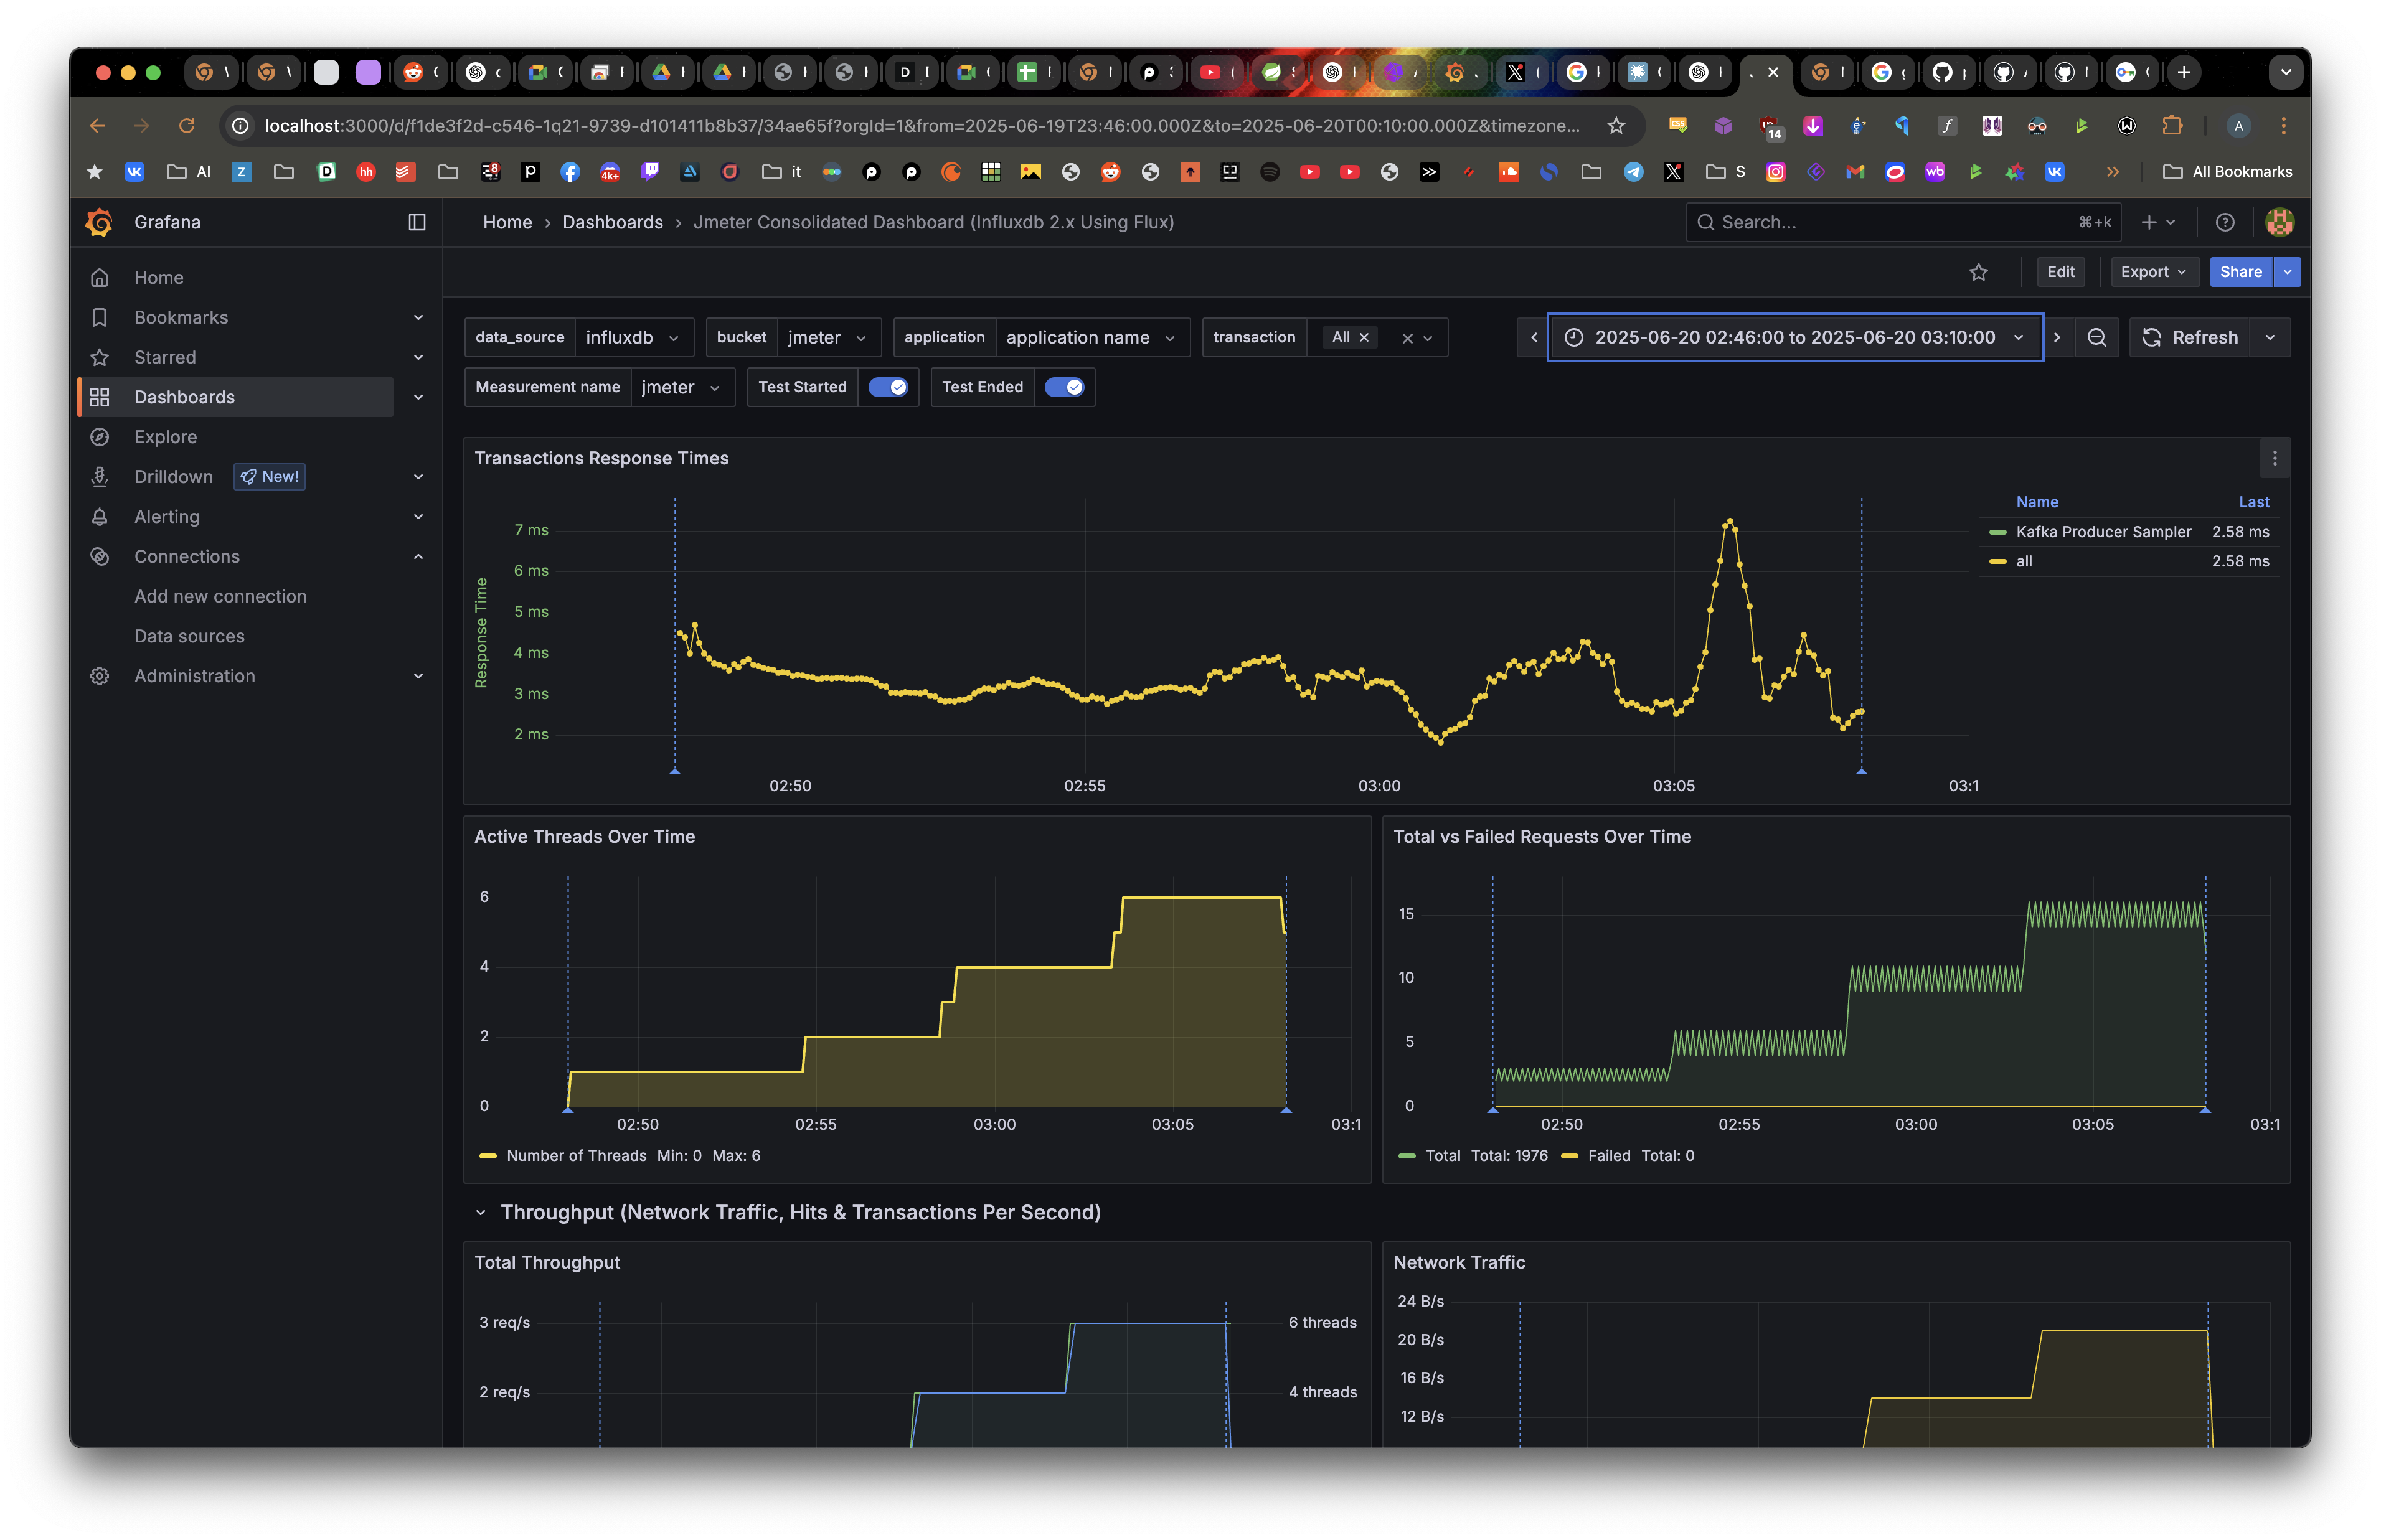 localhost:3000/d/f1de3f2d-c546-1q21-9739-d101411b8b37/34ae65f?orgId=1&from=2025-06-19T23:46:00.000Z&to=2025-06-20T00:10:00.000Z&timezone...
14
A
AI
it
S
All Bookmarks
Grafana
Home › Dashboards › Jmeter Consolidated Dashboard (Influxdb 2.x Using Flux)
Search...
⌘+k
Edit
Export
Share
Home
Bookmarks
Starred
Dashboards
Explore
Drilldown New!
Alerting
Connections
Add new connection
Data sources
Administration
data_source influxdb
bucket jmeter
application application name
transaction All
2025-06-20 02:46:00 to 2025-06-20 03:10:00
Refresh
Measurement name jmeter
Test Started
Test Ended
Transactions Response Times
Response Time
7 ms
6 ms
5 ms
4 ms
3 ms
2 ms
02:50 02:55 03:00 03:05 03:1
Name Last
Kafka Producer Sampler 2.58 ms
all 2.58 ms
Active Threads Over Time
6
4
2
0
02:50 02:55 03:00 03:05 03:1
Number of Threads Min: 0 Max: 6
Total vs Failed Requests Over Time
15
10
5
0
02:50 02:55 03:00 03:05 03:1
Total Total: 1976 Failed Total: 0
Throughput (Network Traffic, Hits & Transactions Per Second)
Total Throughput
3 req/s
2 req/s
6 threads
4 threads
Network Traffic
24 B/s
20 B/s
16 B/s
12 B/s